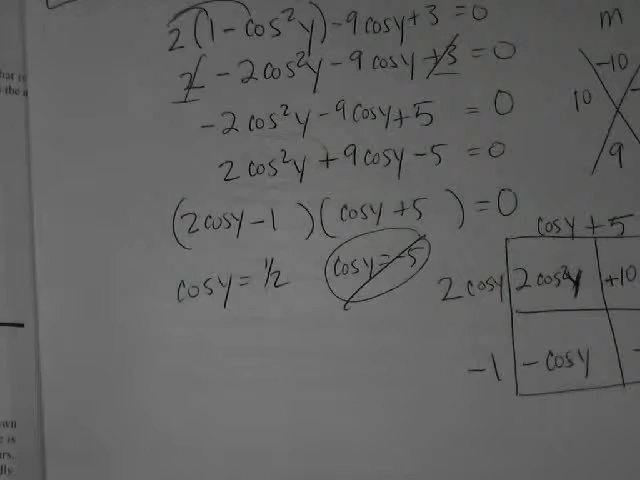 2(1 - cos²y) - 9cosy + 3 = 0
2 - 2cos²y - 9cosy + 3 = 0
-2cos²y - 9cosy + 5 = 0
2cos²y + 9cosy - 5 = 0
(2cosy - 1)(cosy + 5) = 0
cosy = 1/2 cosy = -5
m
-10
10 -
9
cosy + 5
2cosy 2cos²y +10
-1 -cosy -
the
is